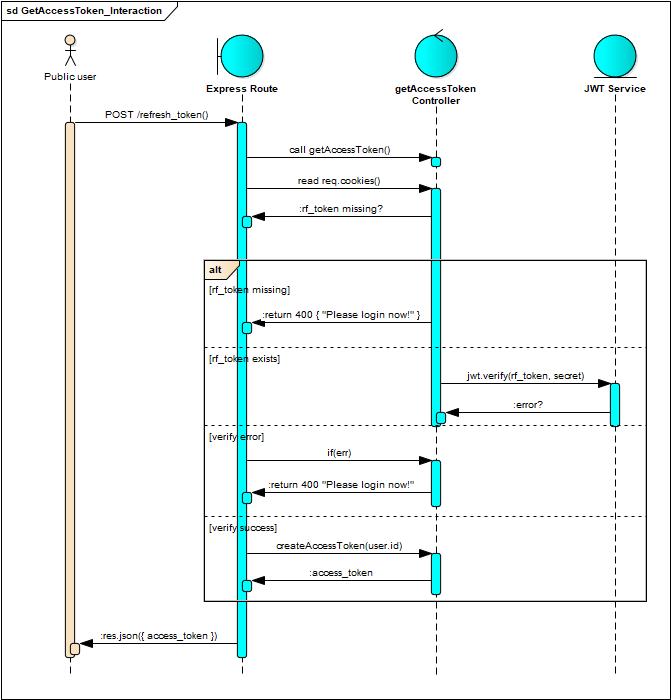 sd GetAccessToken_Interaction
Public user
Express Route
getAccessToken
Controller
JWT Service
POST /refresh_token()
call getAccessToken()
read req.cookies()
:rf_token missing?
alt
[rf_token missing]
:return 400 { "Please login now!" }
[rf_token exists]
jwt.verify(rf_token, secret)
:error?
[verify error]
if(err)
:return 400 "Please login now!"
[verify success]
createAccessToken(user.id)
:access_token
:res.json({ access_token })